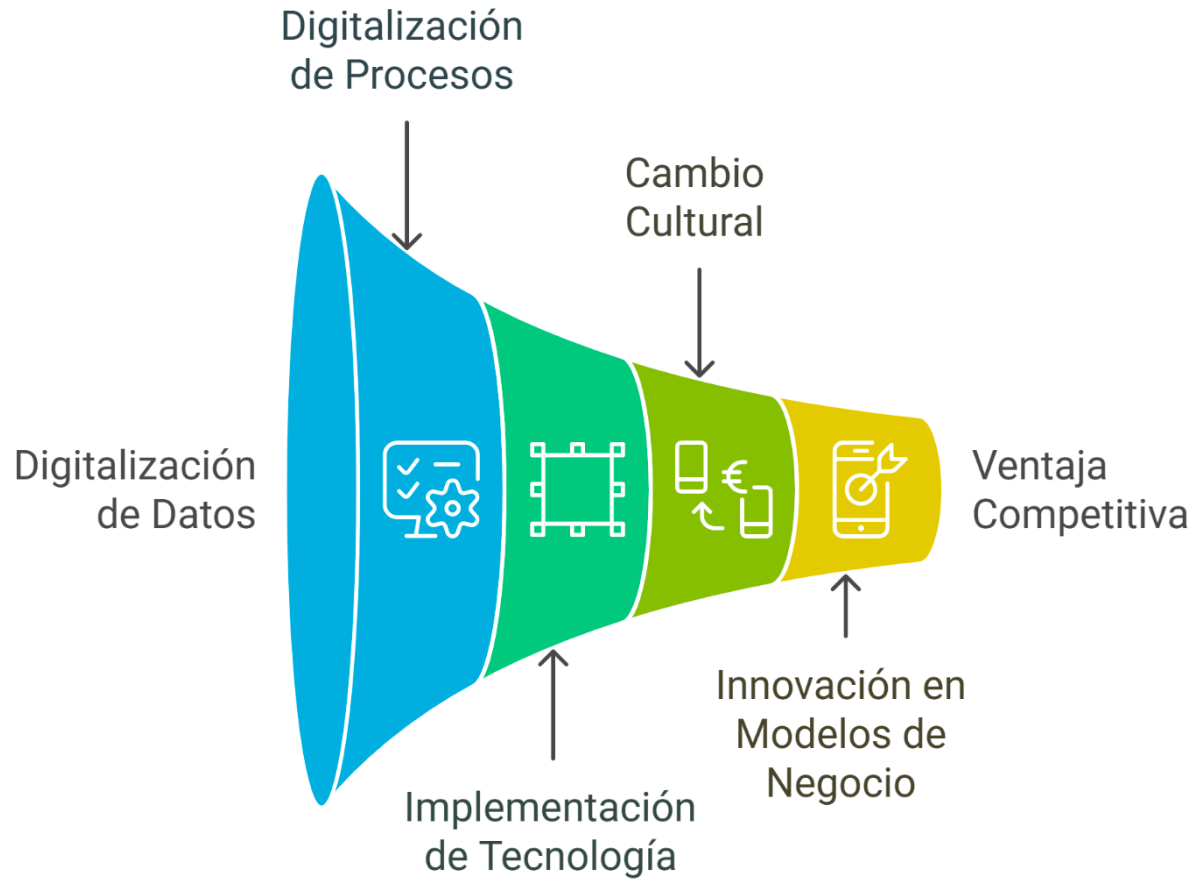 Digitalización
de Procesos
Cambio
Cultural
Digitalización
de Datos
€
Ventaja
Competitiva
Innovación en
Modelos de
Negocio
Implementación
de Tecnología